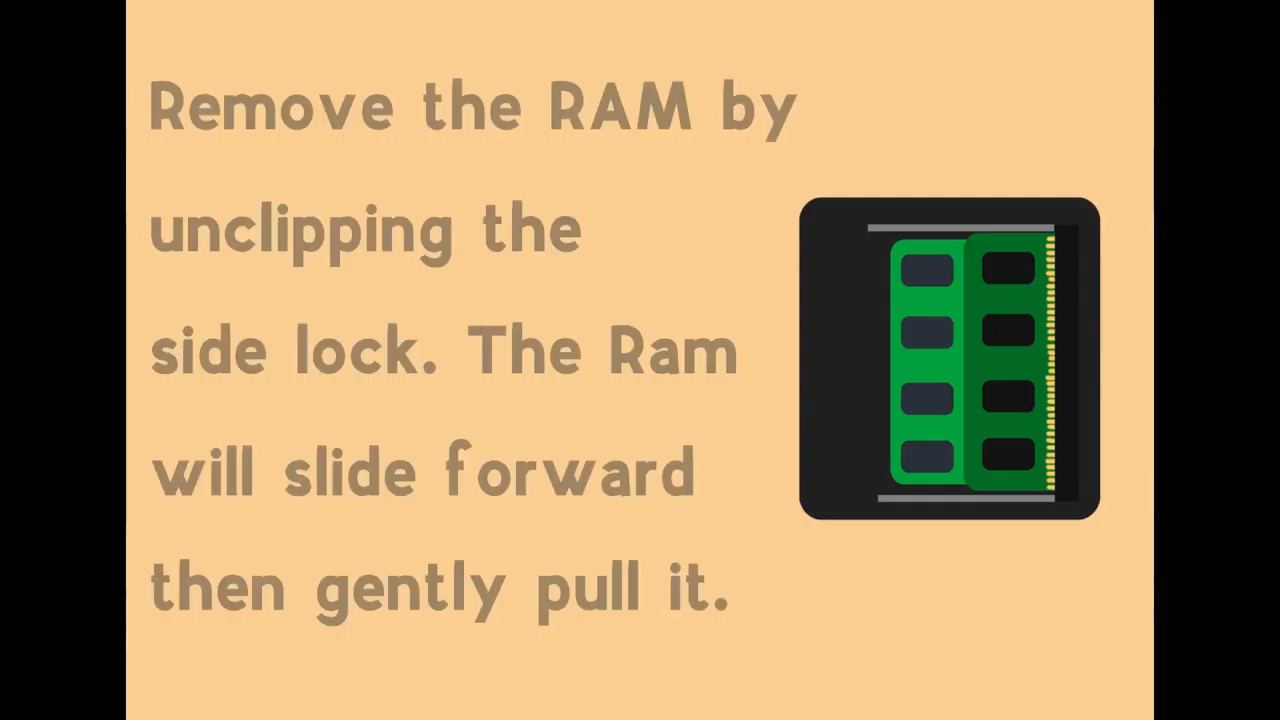 Remove the RAM by
unclipping the
side lock. The Ram
will slide forward
then gently pull it.